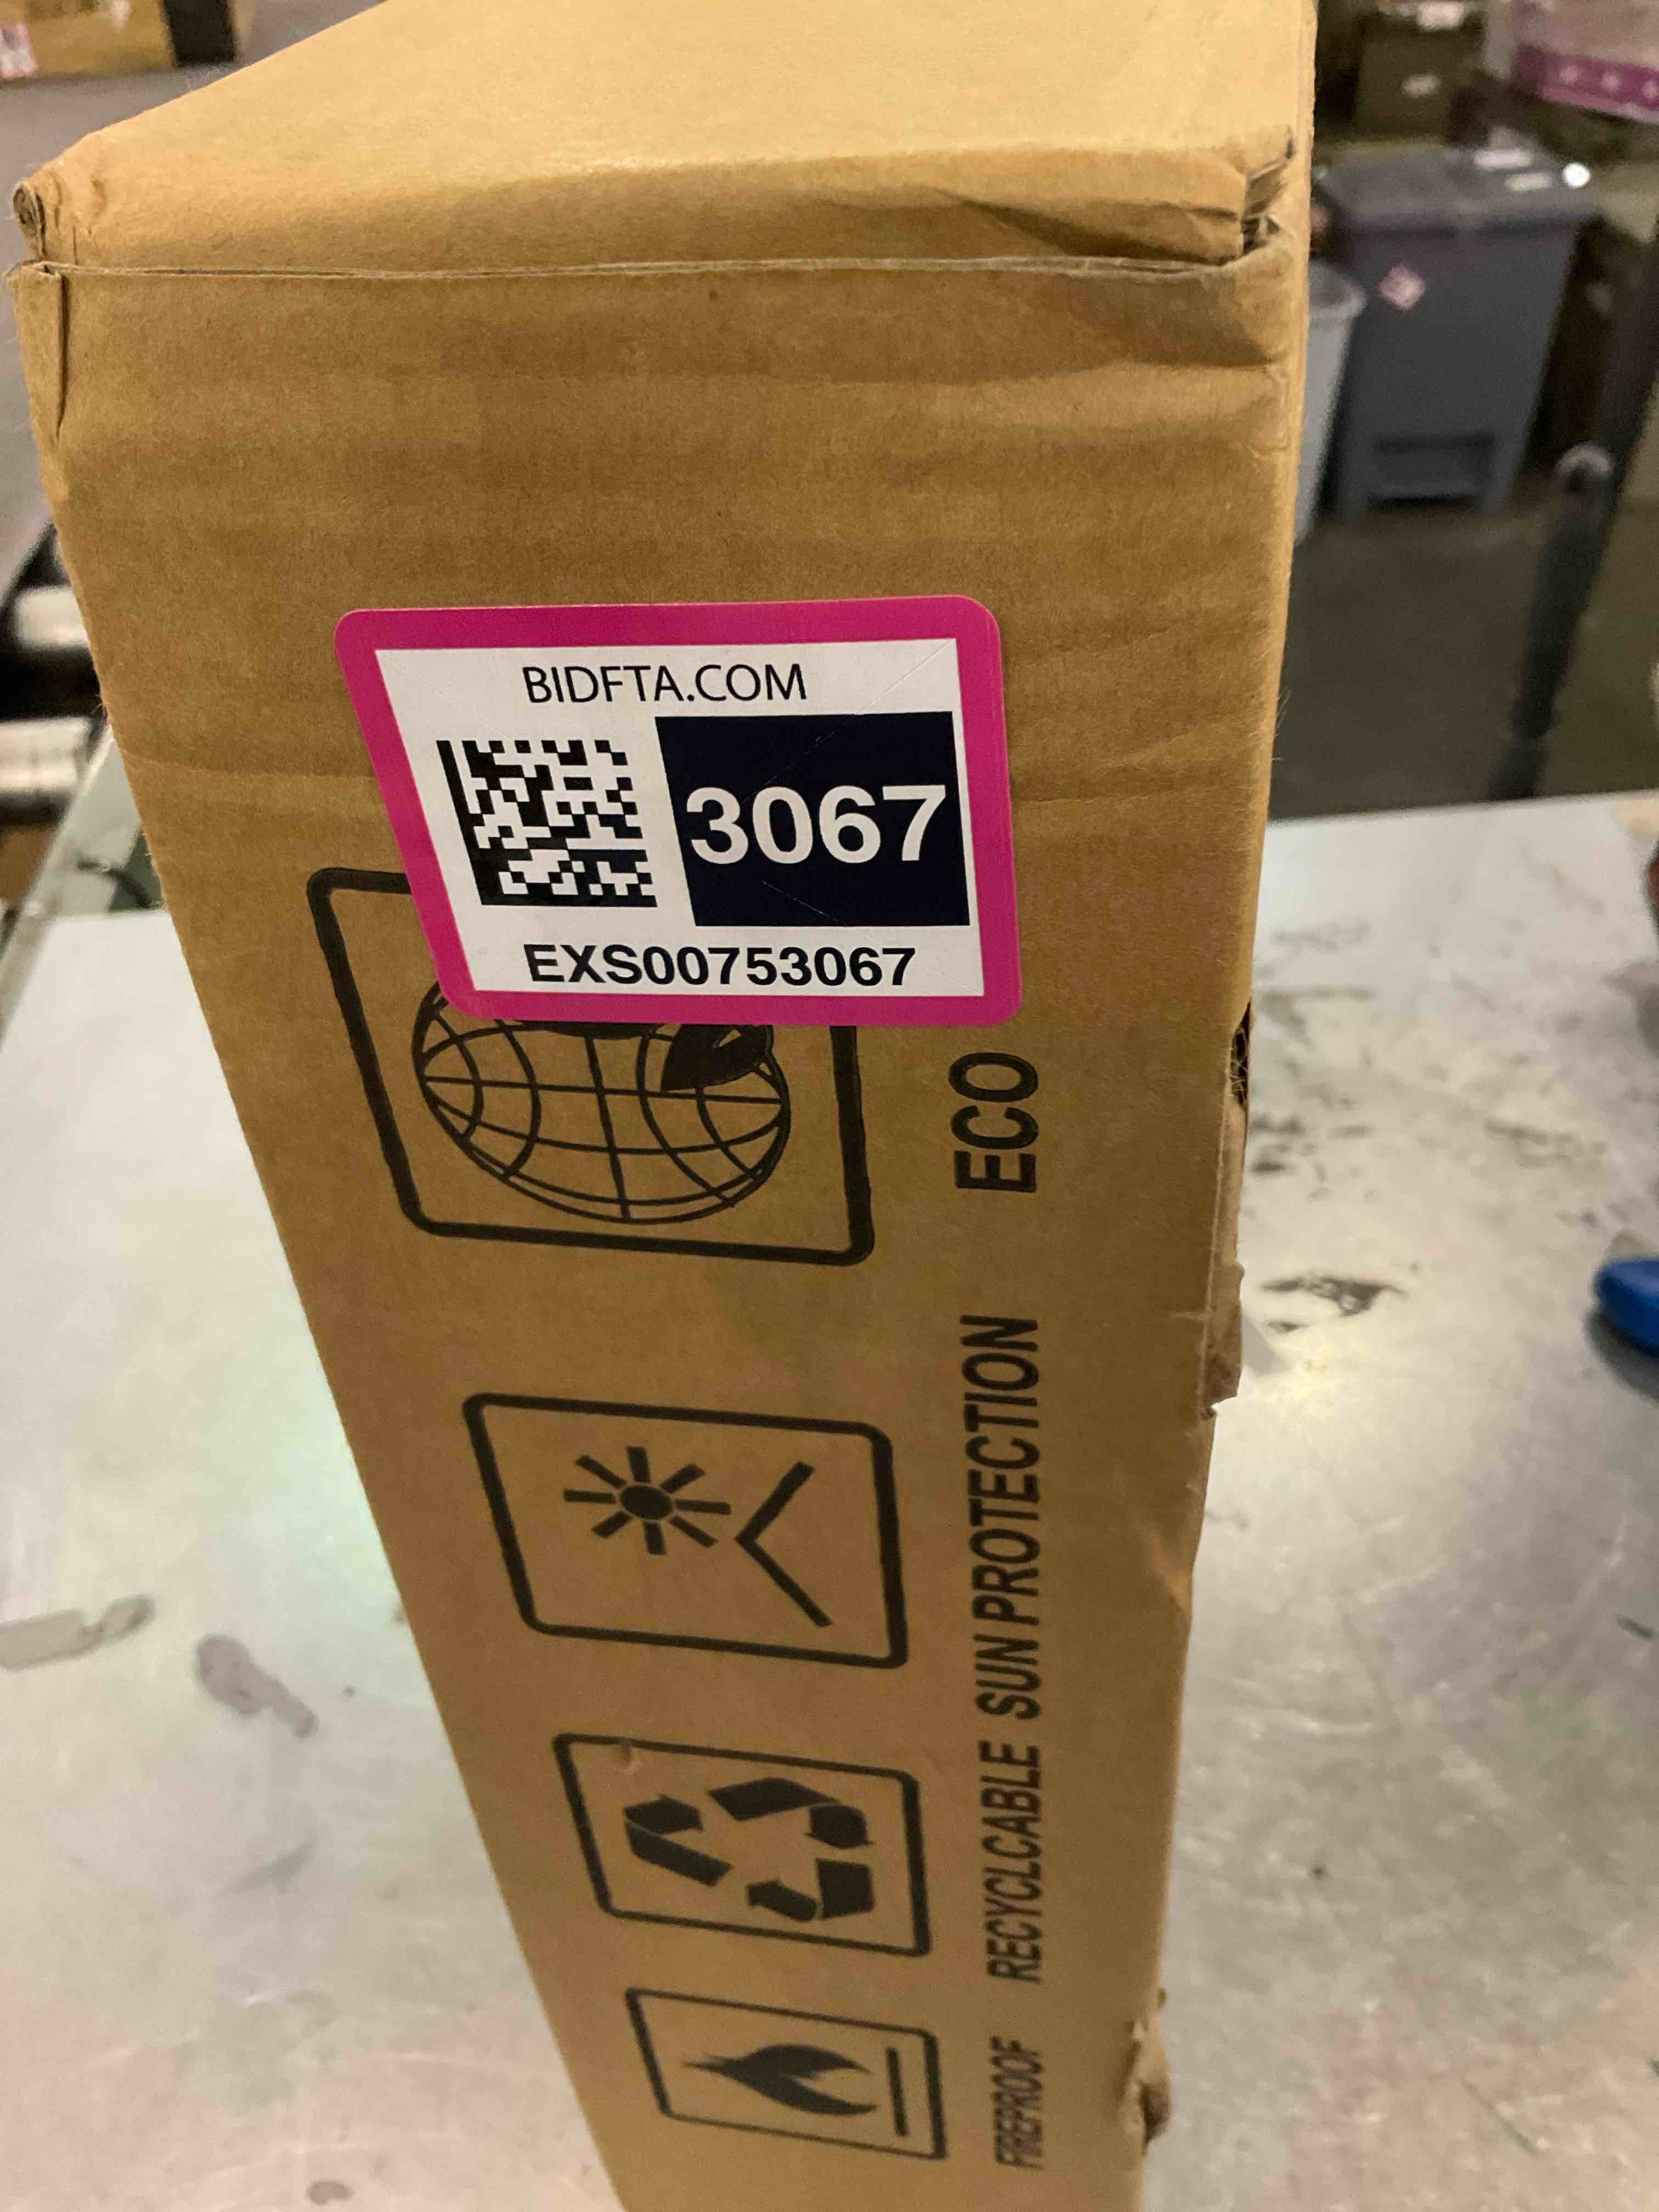 BIDFTA.COM
3067
EXS00753067
ECO
SUN PROTECTION
RECYCLCABLE
FIREPROOF